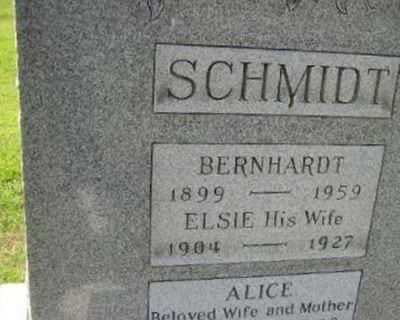 SCHMIDT
BERNHARDT
1899 — 1959
ELSIE His Wife
1904 — 1927
ALICE
Beloved Wife and Mother